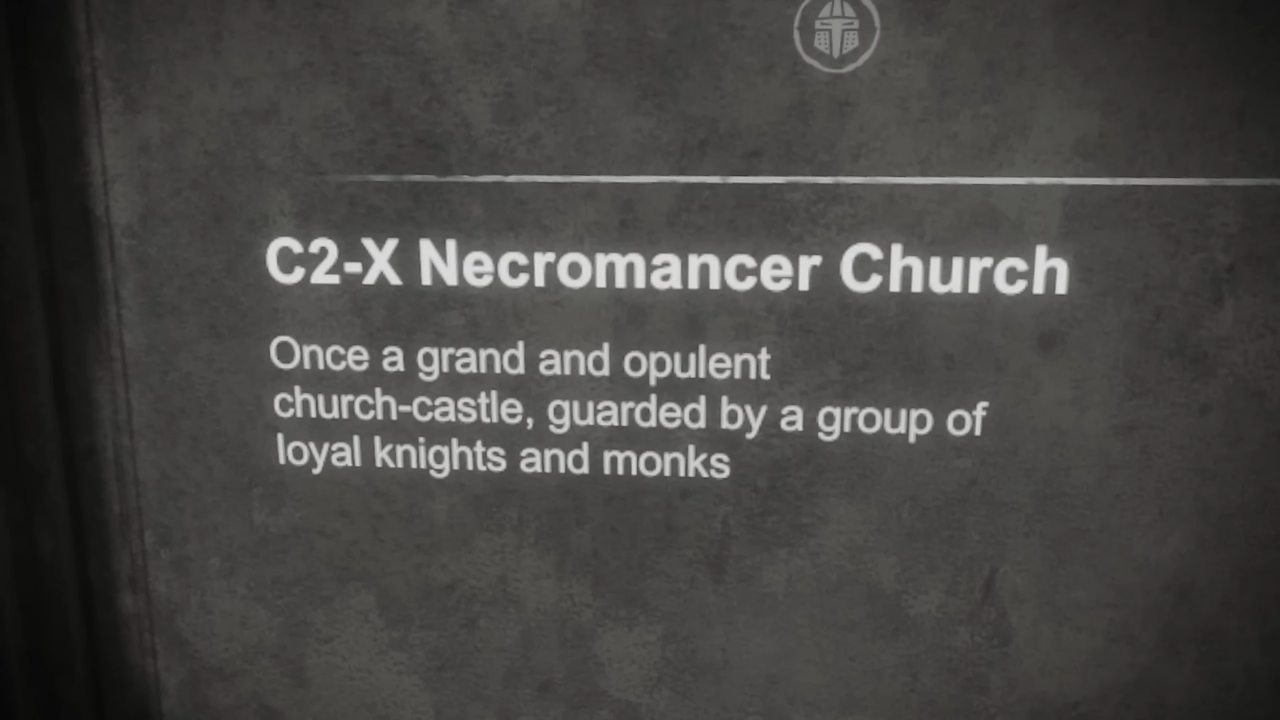 C2-X Necromancer Church
Once a grand and opulent
church-castle, guarded by a group of
loyal knights and monks